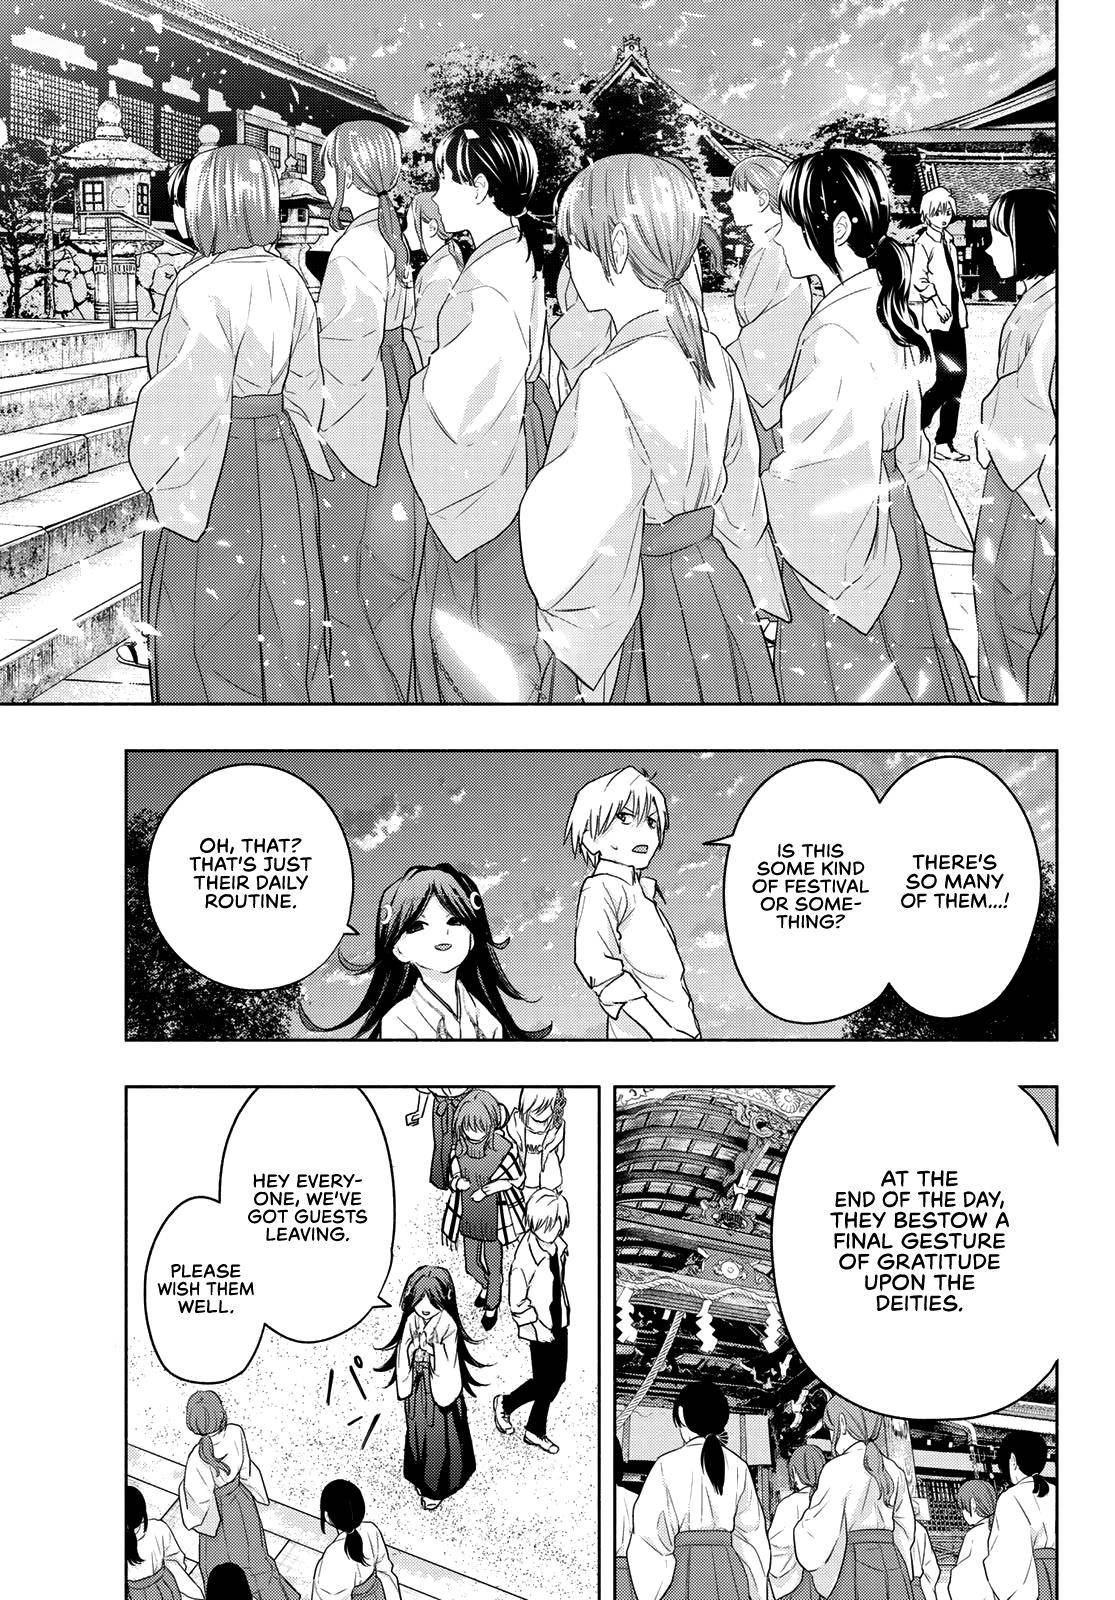 THERE'S
SO MANY
OF THEM...!
IS THIS
SOME KIND
OF FESTIVAL
OR SOME-
THING?
OH, THAT?
THAT'S JUST
THEIR DAILY
ROUTINE.
AT THE
END OF THE DAY,
THEY BESTOW A
FINAL GESTURE
OF GRATITUDE
UPON THE
DEITIES.
HEY EVERY-
ONE, WE'VE
GOT GUESTS
LEAVING.
PLEASE
WISH THEM
WELL.
パ